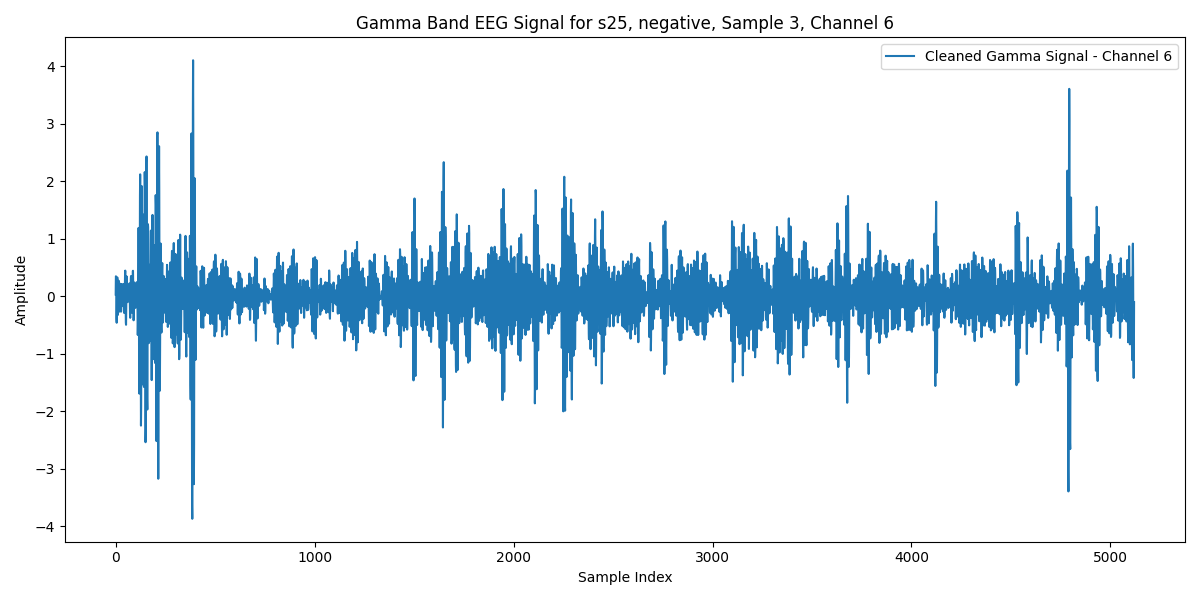 Gamma Band EEG Signal for s25, negative, Sample 3, Channel 6
Cleaned Gamma Signal - Channel 6
Amplitude
4
3
2
1
0
−1
−2
−3
−4
0 1000 2000 3000 4000 5000
Sample Index